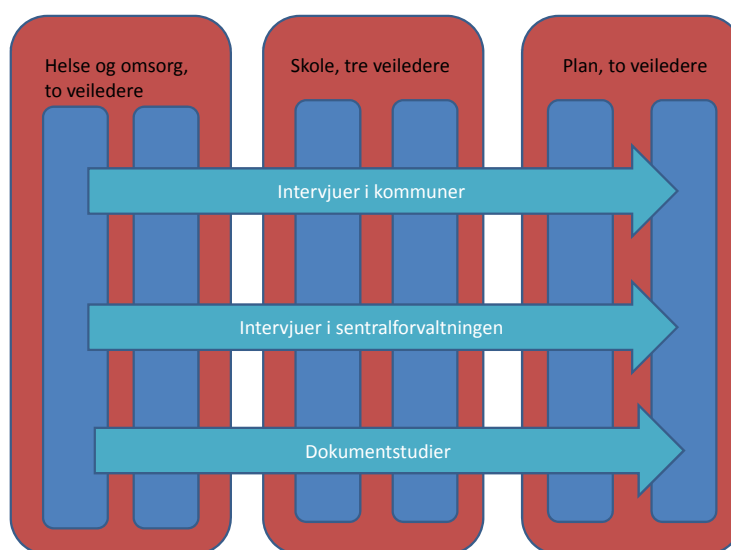 Helse og omsorg,
to veiledere
Skole, tre veiledere
Plan, to veiledere
Intervjuer i kommuner
Intervjuer i sentralforvaltningen
Dokumentstudier